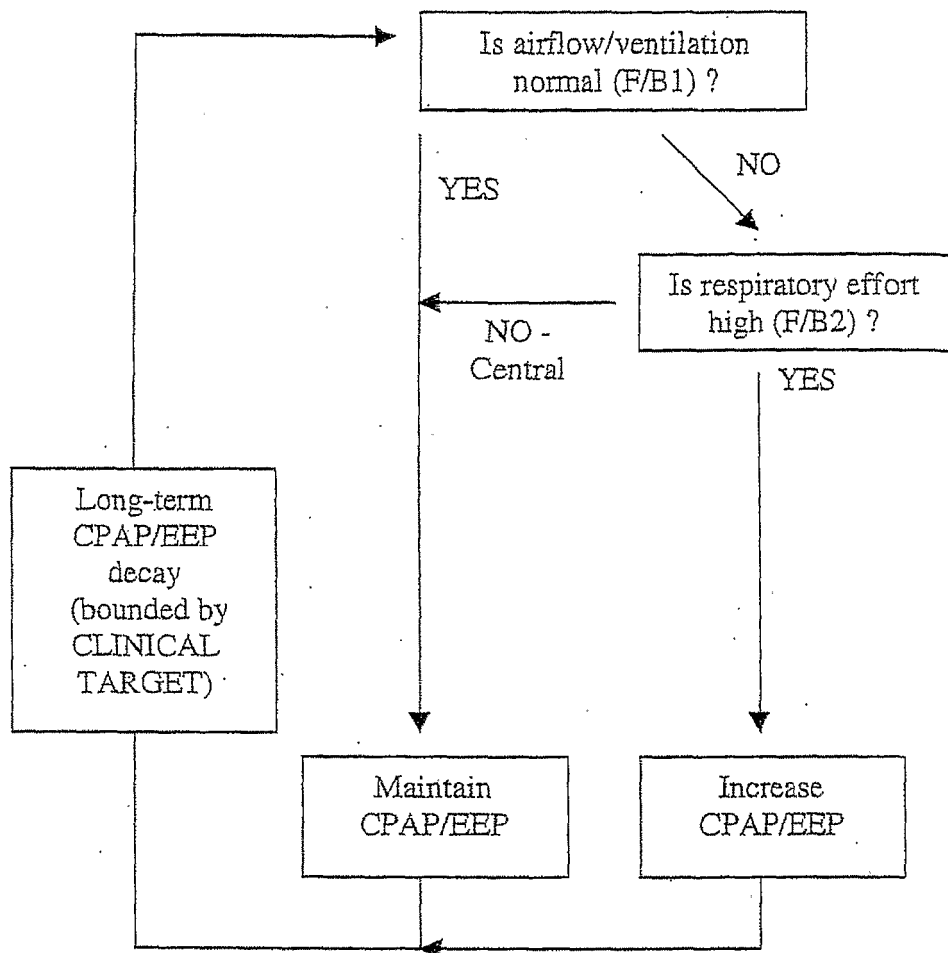 Is airflow/ventilation
normal (F/B1) ?
YES
NO
Is respiratory effort
high (F/B2) ?
NO -
Central
YES
Long-term
CPAP/EEP
decay
(bounded by
CLINICAL
TARGET)
Maintain
CPAP/EEP
Increase
CPAP/EEP